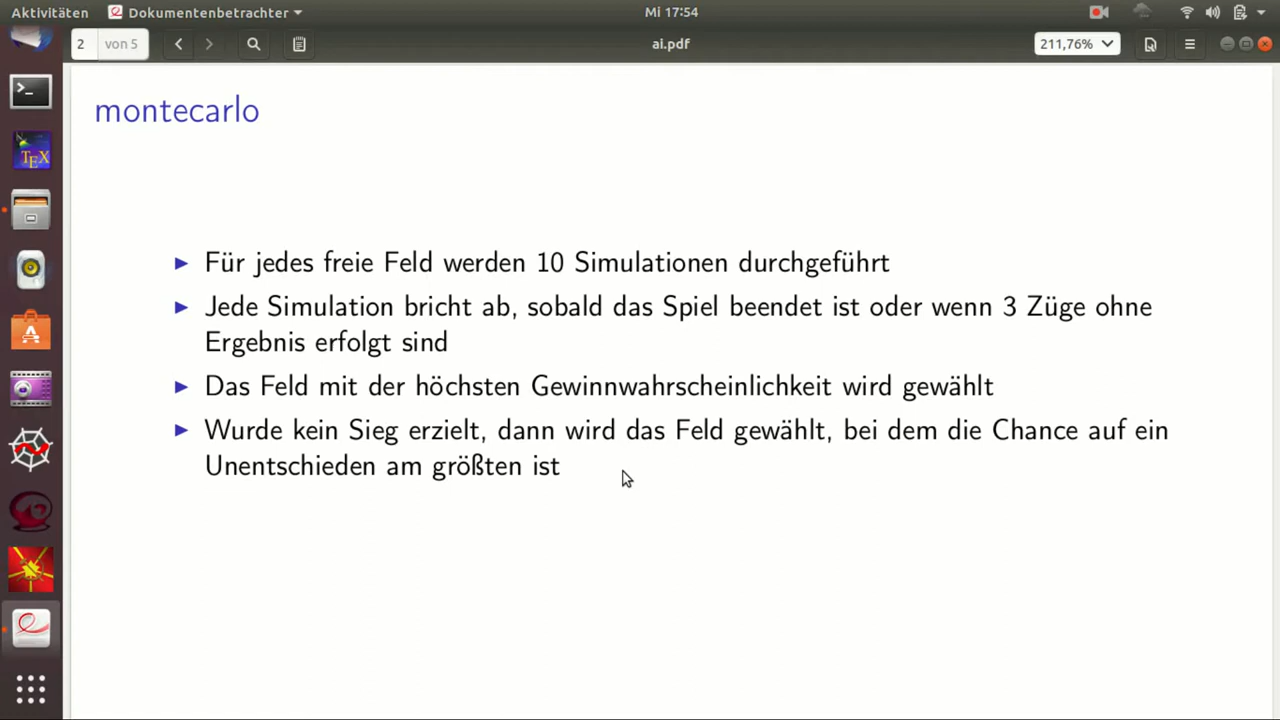 Aktivitäten Dokumentenbetrachter Mi 17:54
2 von 5 ai.pdf 211,76%
montecarlo
Für jedes freie Feld werden 10 Simulationen durchgeführt
Jede Simulation bricht ab, sobald das Spiel beendet ist oder wenn 3 Züge ohne
Ergebnis erfolgt sind
Das Feld mit der höchsten Gewinnwahrscheinlichkeit wird gewählt
Wurde kein Sieg erzielt, dann wird das Feld gewählt, bei dem die Chance auf ein
Unentschieden am größten ist
TEX